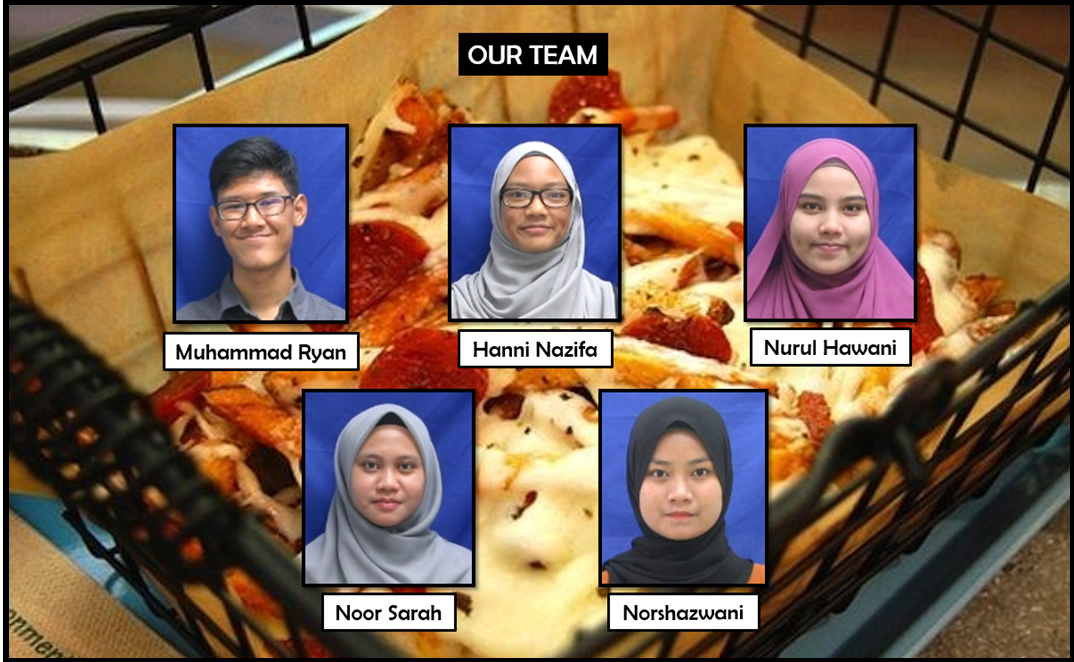 OUR TEAM
Muhammad Ryan
Hanni Nazifa
Nurul Hawani
Noor Sarah
Norshazwani